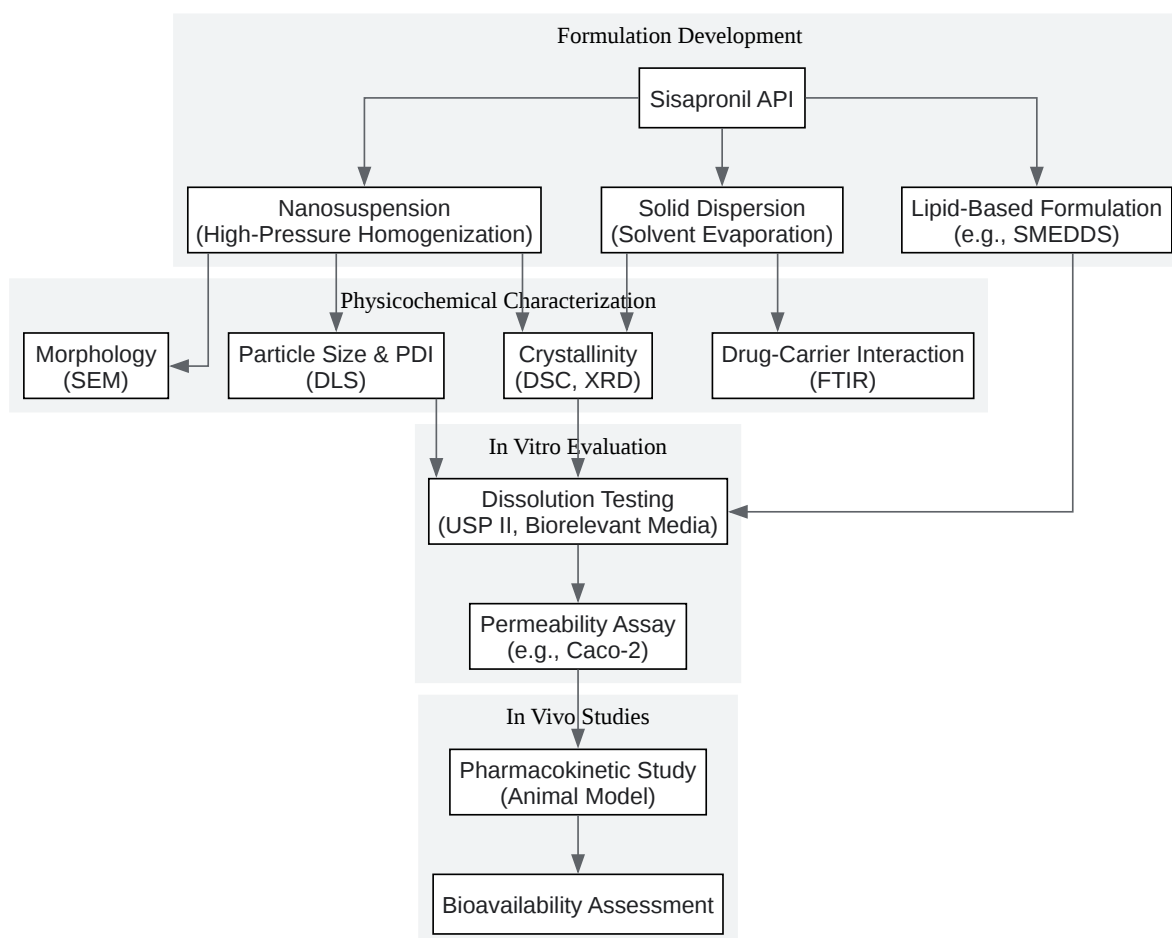 Formulation Development
Sisapronil API
Nanosuspension
(High-Pressure Homogenization)
Solid Dispersion
(Solvent Evaporation)
Lipid-Based Formulation
(e.g., SMEDDS)
Physicochemical Characterization
Morphology
(SEM)
Particle Size & PDI
(DLS)
Crystallinity
(DSC, XRD)
Drug-Carrier Interaction
(FTIR)
In Vitro Evaluation
Dissolution Testing
(USP II, Biorelevant Media)
Permeability Assay
(e.g., Caco-2)
In Vivo Studies
Pharmacokinetic Study
(Animal Model)
Bioavailability Assessment